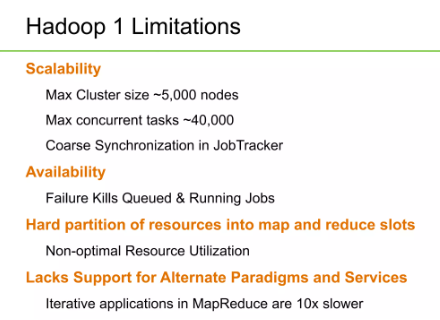 Hadoop 1 Limitations
Scalability
Max Cluster size ~5,000 nodes
Max concurrent tasks ~40,000
Coarse Synchronization in JobTracker
Availability
Failure Kills Queued & Running Jobs
Hard partition of resources into map and reduce slots
Non-optimal Resource Utilization
Lacks Support for Alternate Paradigms and Services
Iterative applications in MapReduce are 10x slower